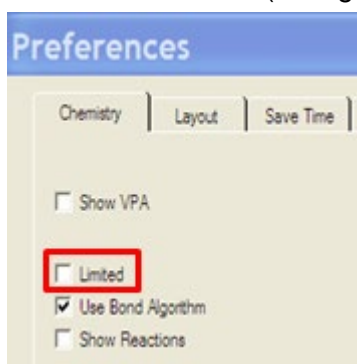 Preferences
Chemistry Layout Save Time
Show VPA
Limited
Use Bond Algorithm
Show Reactions